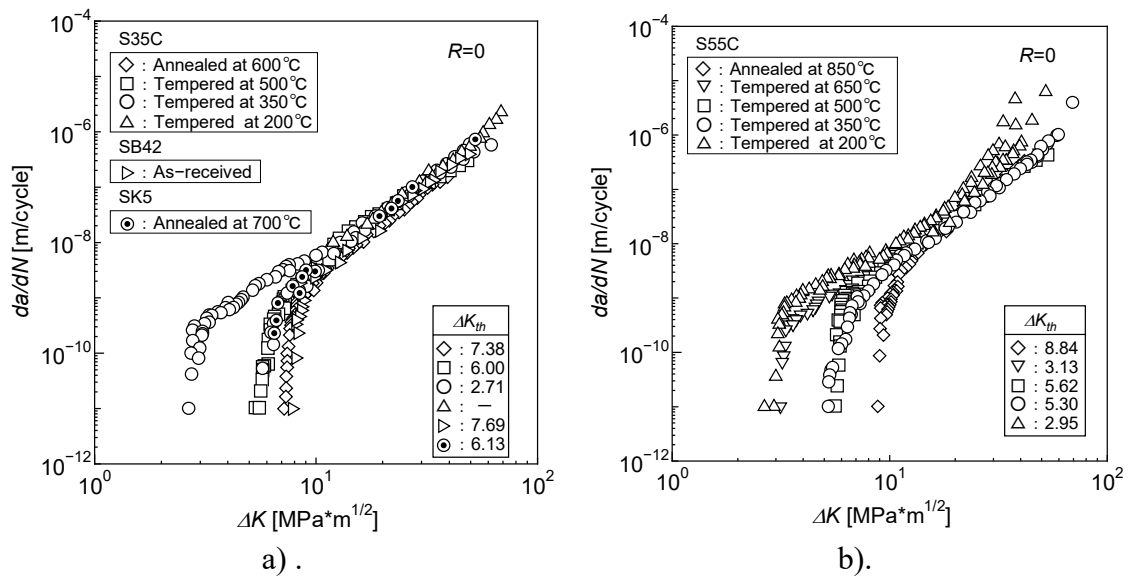 S35C
◇ : Annealed at 600°C
□ : Tempered at 500°C
○ : Tempered at 350°C
△ : Tempered at 200°C
SB42
▷ : As-received
SK5
⊙ : Annealed at 700°C
R=0
da/dN [m/cycle]
10^-4
10^-6
10^-8
10^-10
10^-12
10^0
10^1
10^2
ΔK [MPa*m^1/2]
ΔK_th
◇ : 7.38
□ : 6.00
○ : 2.71
△ : —
▷ : 7.69
⊙ : 6.13
a) .
S55C
◇ : Annealed at 850°C
▽ : Tempered at 650°C
□ : Tempered at 500°C
○ : Tempered at 350°C
△ : Tempered at 200°C
R=0
da/dN [m/cycle]
10^-4
10^-6
10^-8
10^-10
10^-12
10^0
10^1
10^2
ΔK [MPa*m^1/2]
ΔK_th
◇ : 8.84
▽ : 3.13
□ : 5.62
○ : 5.30
△ : 2.95
b).